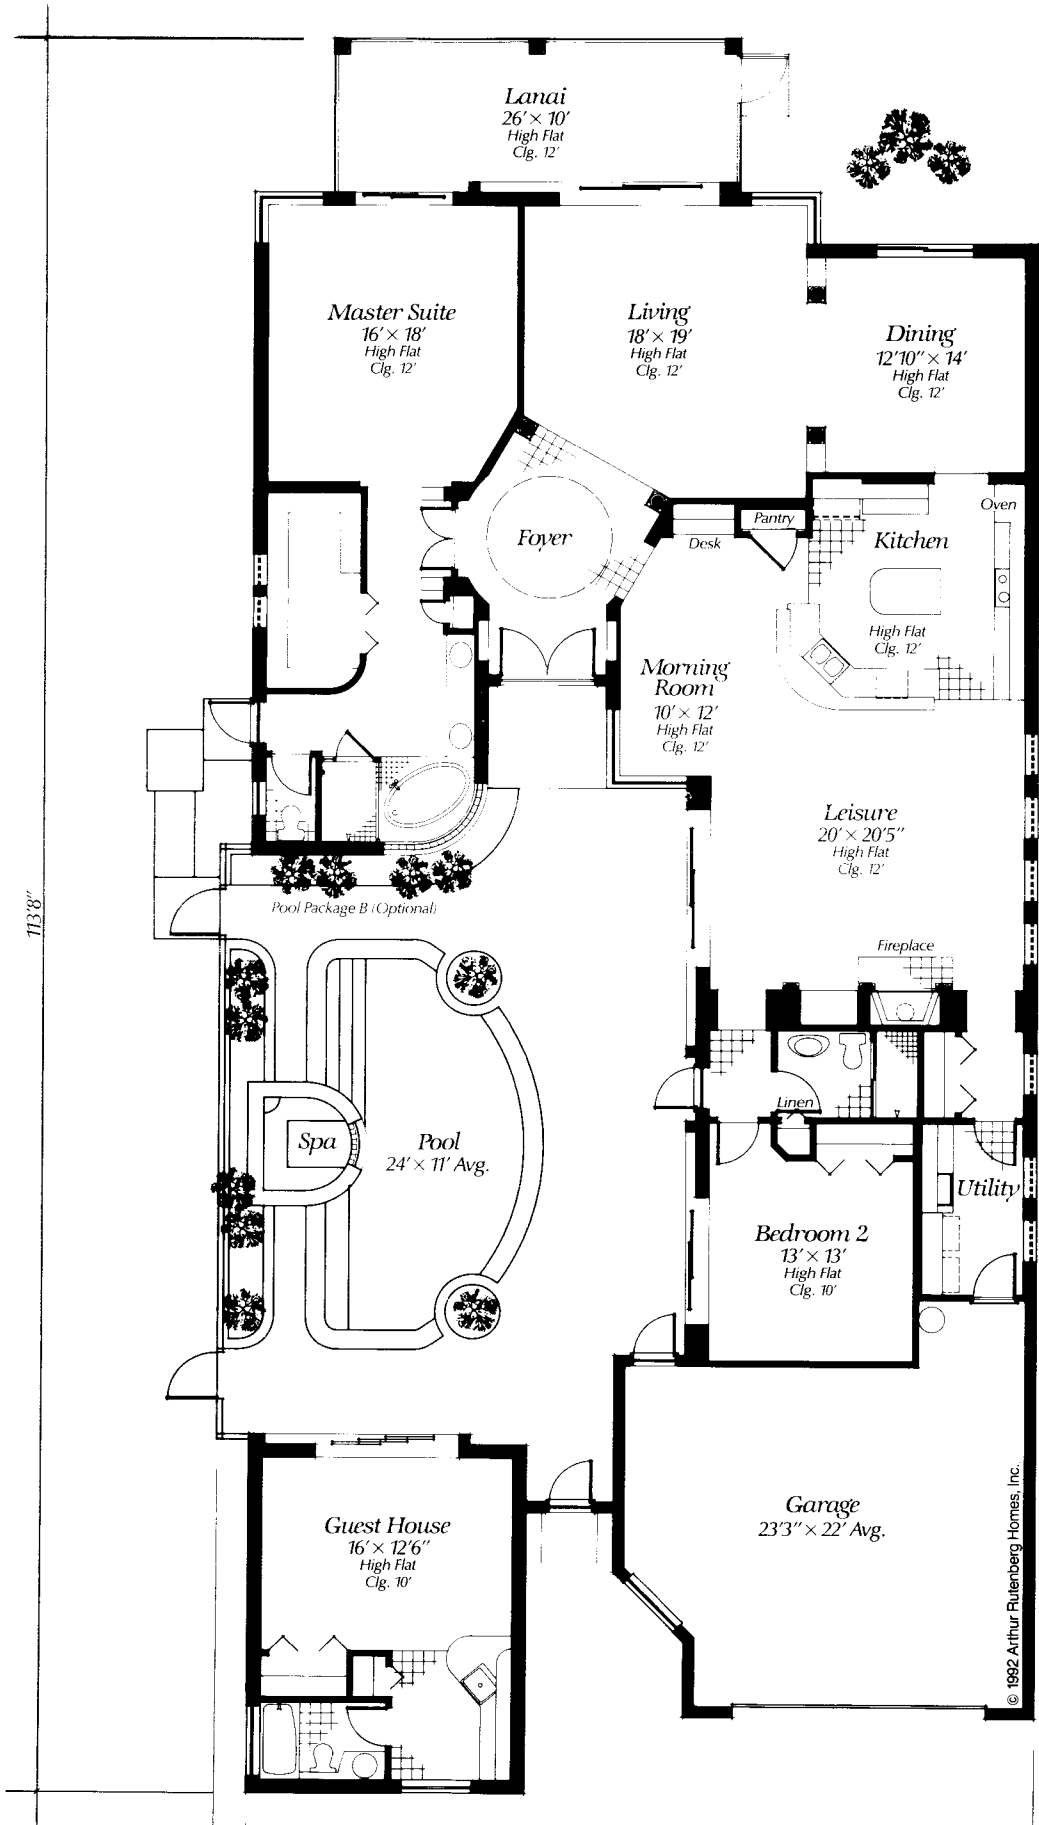 Lanai
26' × 10'
High Flat
Clg. 12'
Master Suite
16' × 18'
High Flat
Clg. 12'
Living
18' × 19'
High Flat
Clg. 12'
Dining
12'10" × 14'
High Flat
Clg. 12'
Foyer
Desk
Pantry
Oven
Kitchen
High Flat
Clg. 12'
Morning
Room
10' × 12'
High Flat
Clg. 12'
Leisure
20' × 20'5"
High Flat
Clg. 12'
113'8"
Pool Package B (Optional)
Fireplace
Linen
Spa
Pool
24' × 11' Avg.
Utility
Bedroom 2
13' × 13'
High Flat
Clg. 10'
Guest House
16' × 12'6"
High Flat
Clg. 10'
Garage
23'3" × 22' Avg.
© 1992 Arthur Rutenberg Homes, Inc.